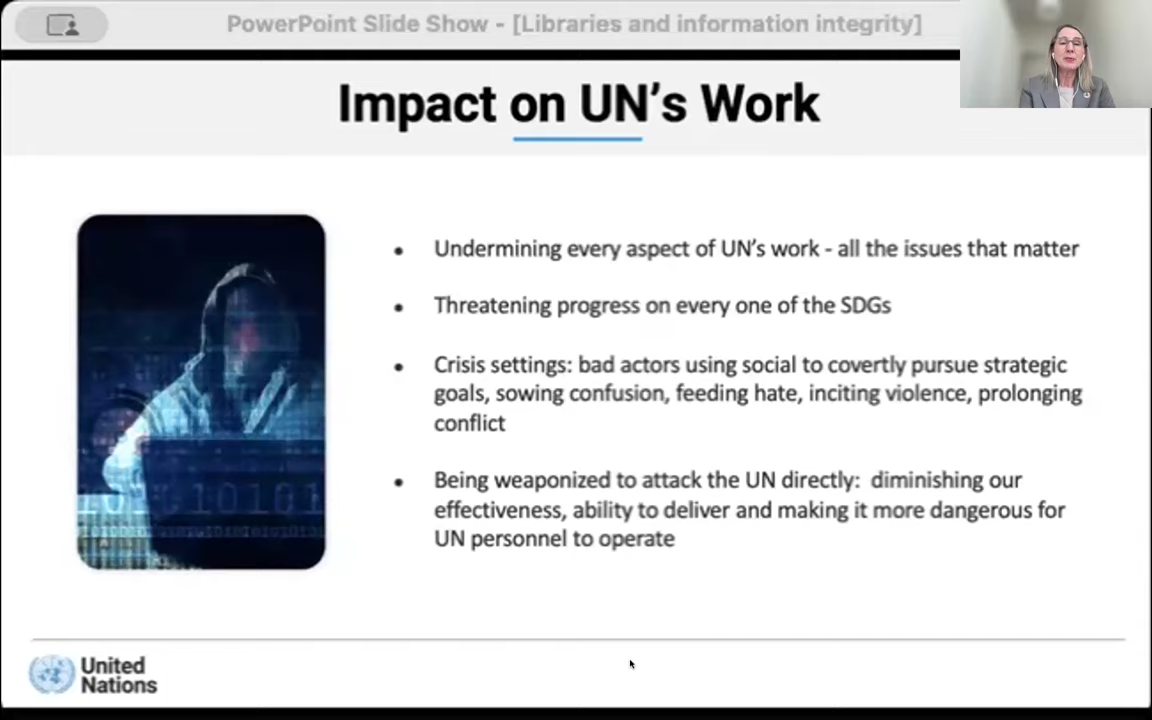 PowerPoint Slide Show - [Libraries and information integrity]
Impact on UN's Work
• Undermining every aspect of UN's work - all the issues that matter
• Threatening progress on every one of the SDGs
• Crisis settings: bad actors using social to covertly pursue strategic
goals, sowing confusion, feeding hate, inciting violence, prolonging
conflict
• Being weaponized to attack the UN directly:  diminishing our
effectiveness, ability to deliver and making it more dangerous for
UN personnel to operate
United
Nations